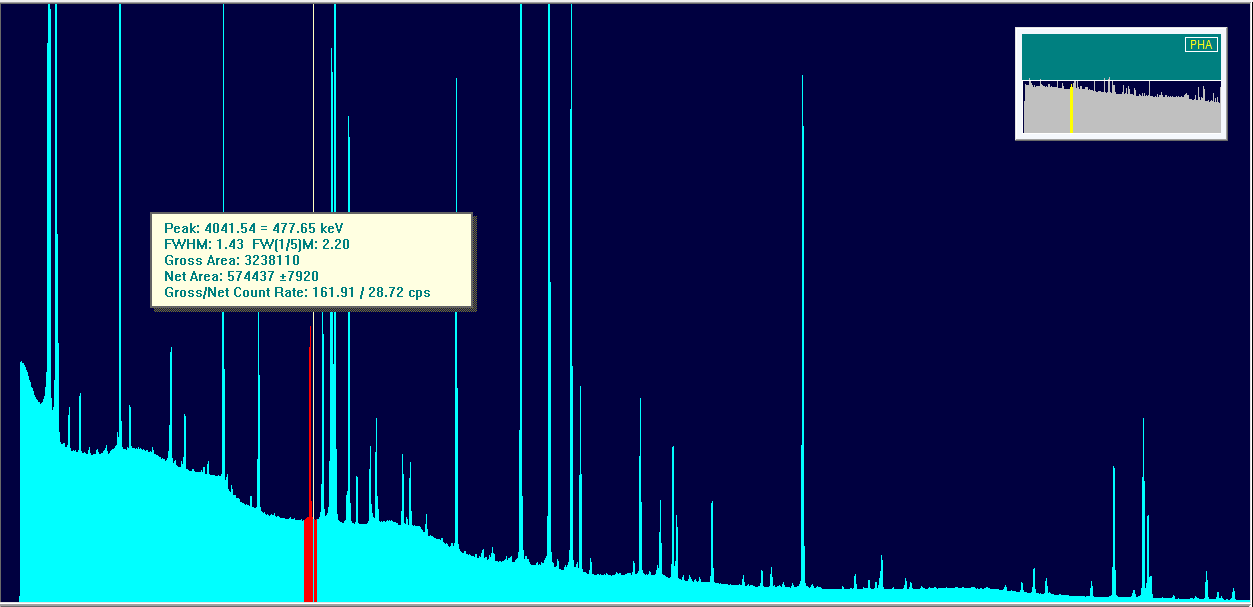 PHA
Peak: 4041.54 = 477.65 keV
FWHM: 1.43 FW(1/5)M: 2.20
Gross Area: 3238110
Net Area: 574437 ±7920
Gross/Net Count Rate: 161.91 / 28.72 cps